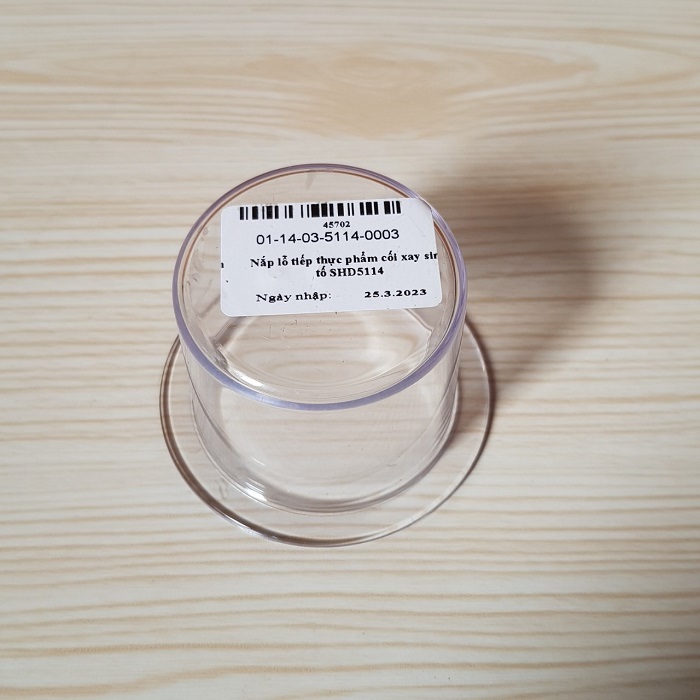 45702
01-14-03-5114-0003
Nắp lỗ tiếp thực phẩm cối xay sin
tố SHD5114
Ngày nhập: 25.3.2023